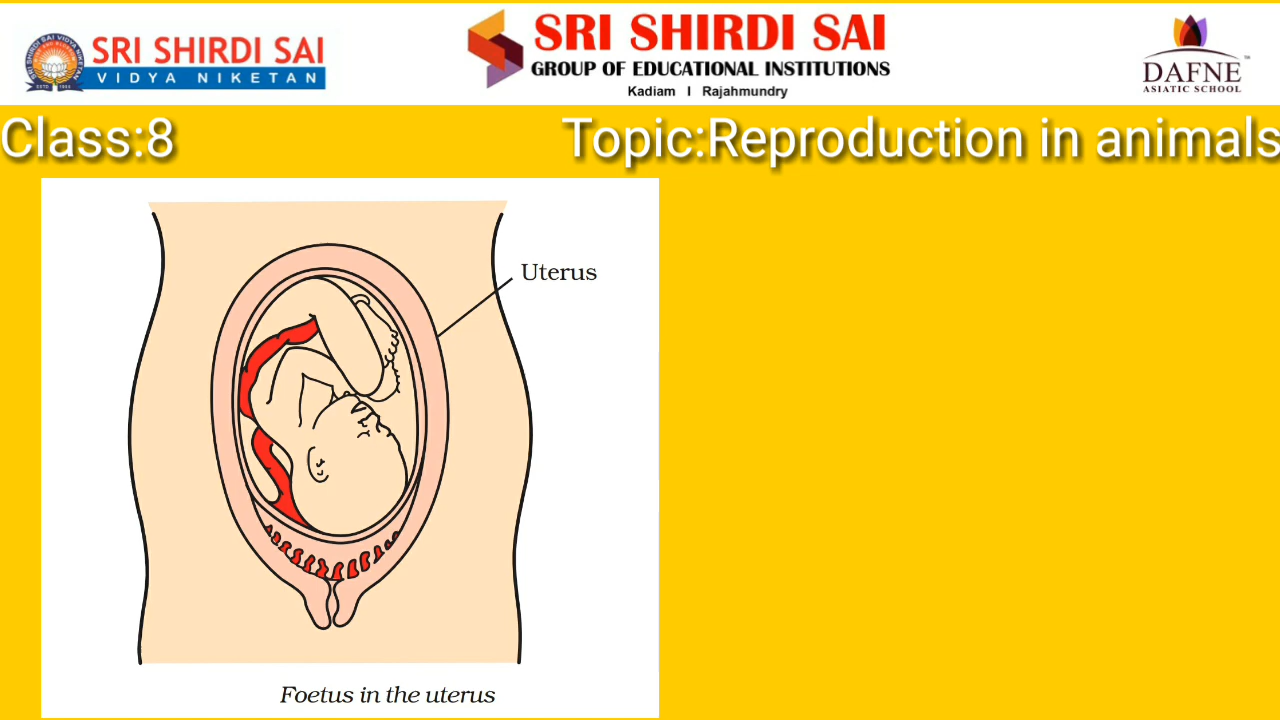 SRI SHIRDI SAI
VIDYA NIKETAN
SRI SHIRDI SAI
GROUP OF EDUCATIONAL INSTITUTIONS
Kadiam I Rajahmundry
DAFNE
ASIATIC SCHOOL
Class:8
Topic:Reproduction in animals
Uterus
Foetus in the uterus